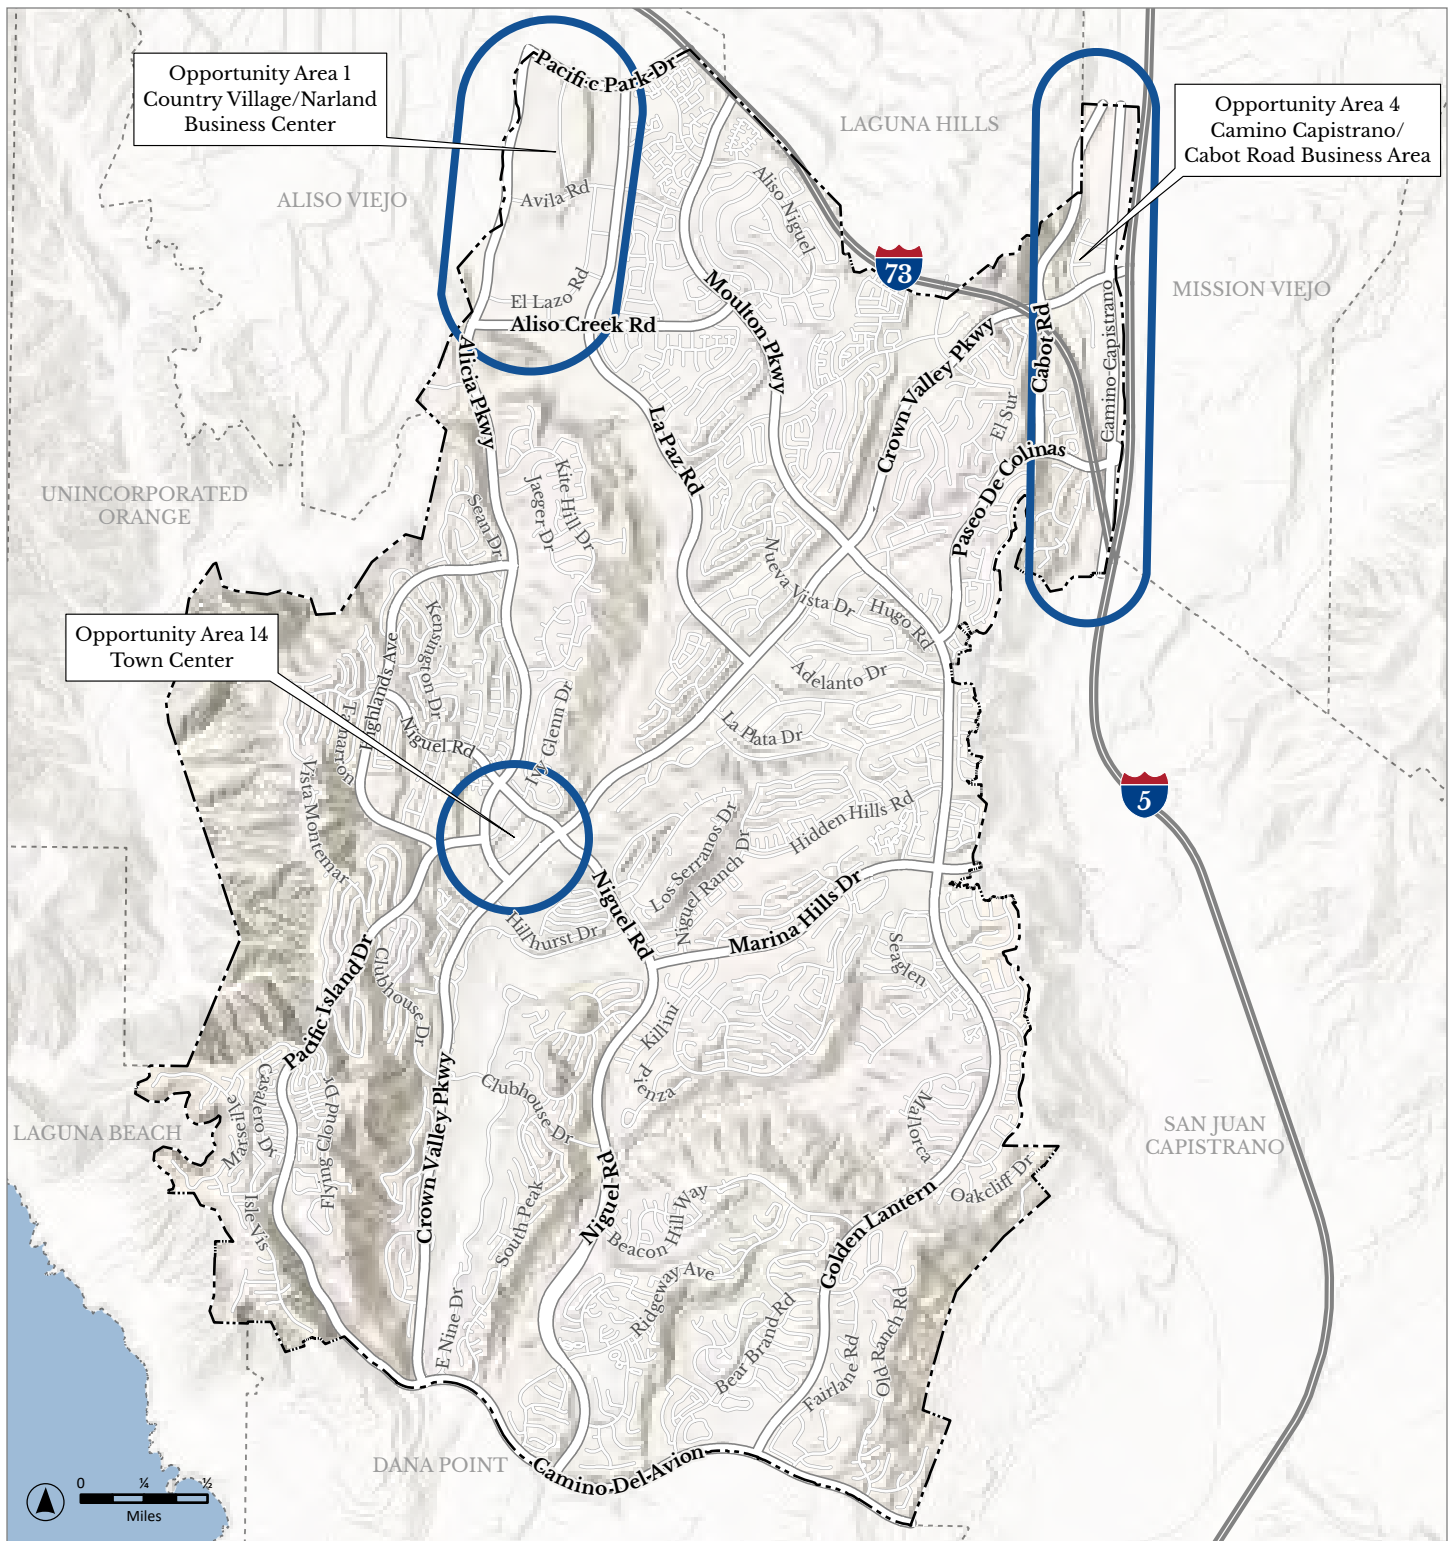 Opportunity Area 1
Country Village/Narland
Business Center
Pacific Park Dr
LAGUNA HILLS
Opportunity Area 4
Camino Capistrano/
Cabot Road Business Area
ALISO VIEJO
Avila Rd
Aliso Niguel
73
MISSION VIEJO
El Lazo Rd
Aliso Creek Rd
Moulton Pkwy
Crown Valley Pkwy
Cabot Rd
Camino Capistrano
Alicia Pkwy
La Paz Rd
El Sur
Paseo De Colinas
UNINCORPORATED
ORANGE
Sean Dr
Jaeger Dr
Kite Hill Dr
Nueva Vista Dr
Hugo Rd
Opportunity Area 14
Town Center
Kensington Dr
Highlands Ave
Adelanto Dr
La Plata Dr
Tamarron
Niguel Rd
Ivy Glenn Dr
Vista Montemar
5
Los Serranos Dr
Niguel Ranch Dr
Hidden Hills Rd
Hillhurst Dr
Niguel Rd
Marina Hills Dr
Seaglen
Pacific Island Dr
Clubhouse Dr
Killini
Pienza
Clubhouse Dr
Casalero Dr
Marseille
Flying Cloud Dr
Crown Valley Pkwy
LAGUNA BEACH
Mallorca
SAN JUAN
CAPISTRANO
Isle Vis
South Peak
Niguel Rd
Beacon Hill Way
Oakcliff Dr
Golden Lantern
Ridgeway Ave
E Nine Dr
Bear Brand Rd
Fairlane Rd
Old Ranch Rd
DANA POINT
Camino Del Avion
0 ¼ ½
Miles